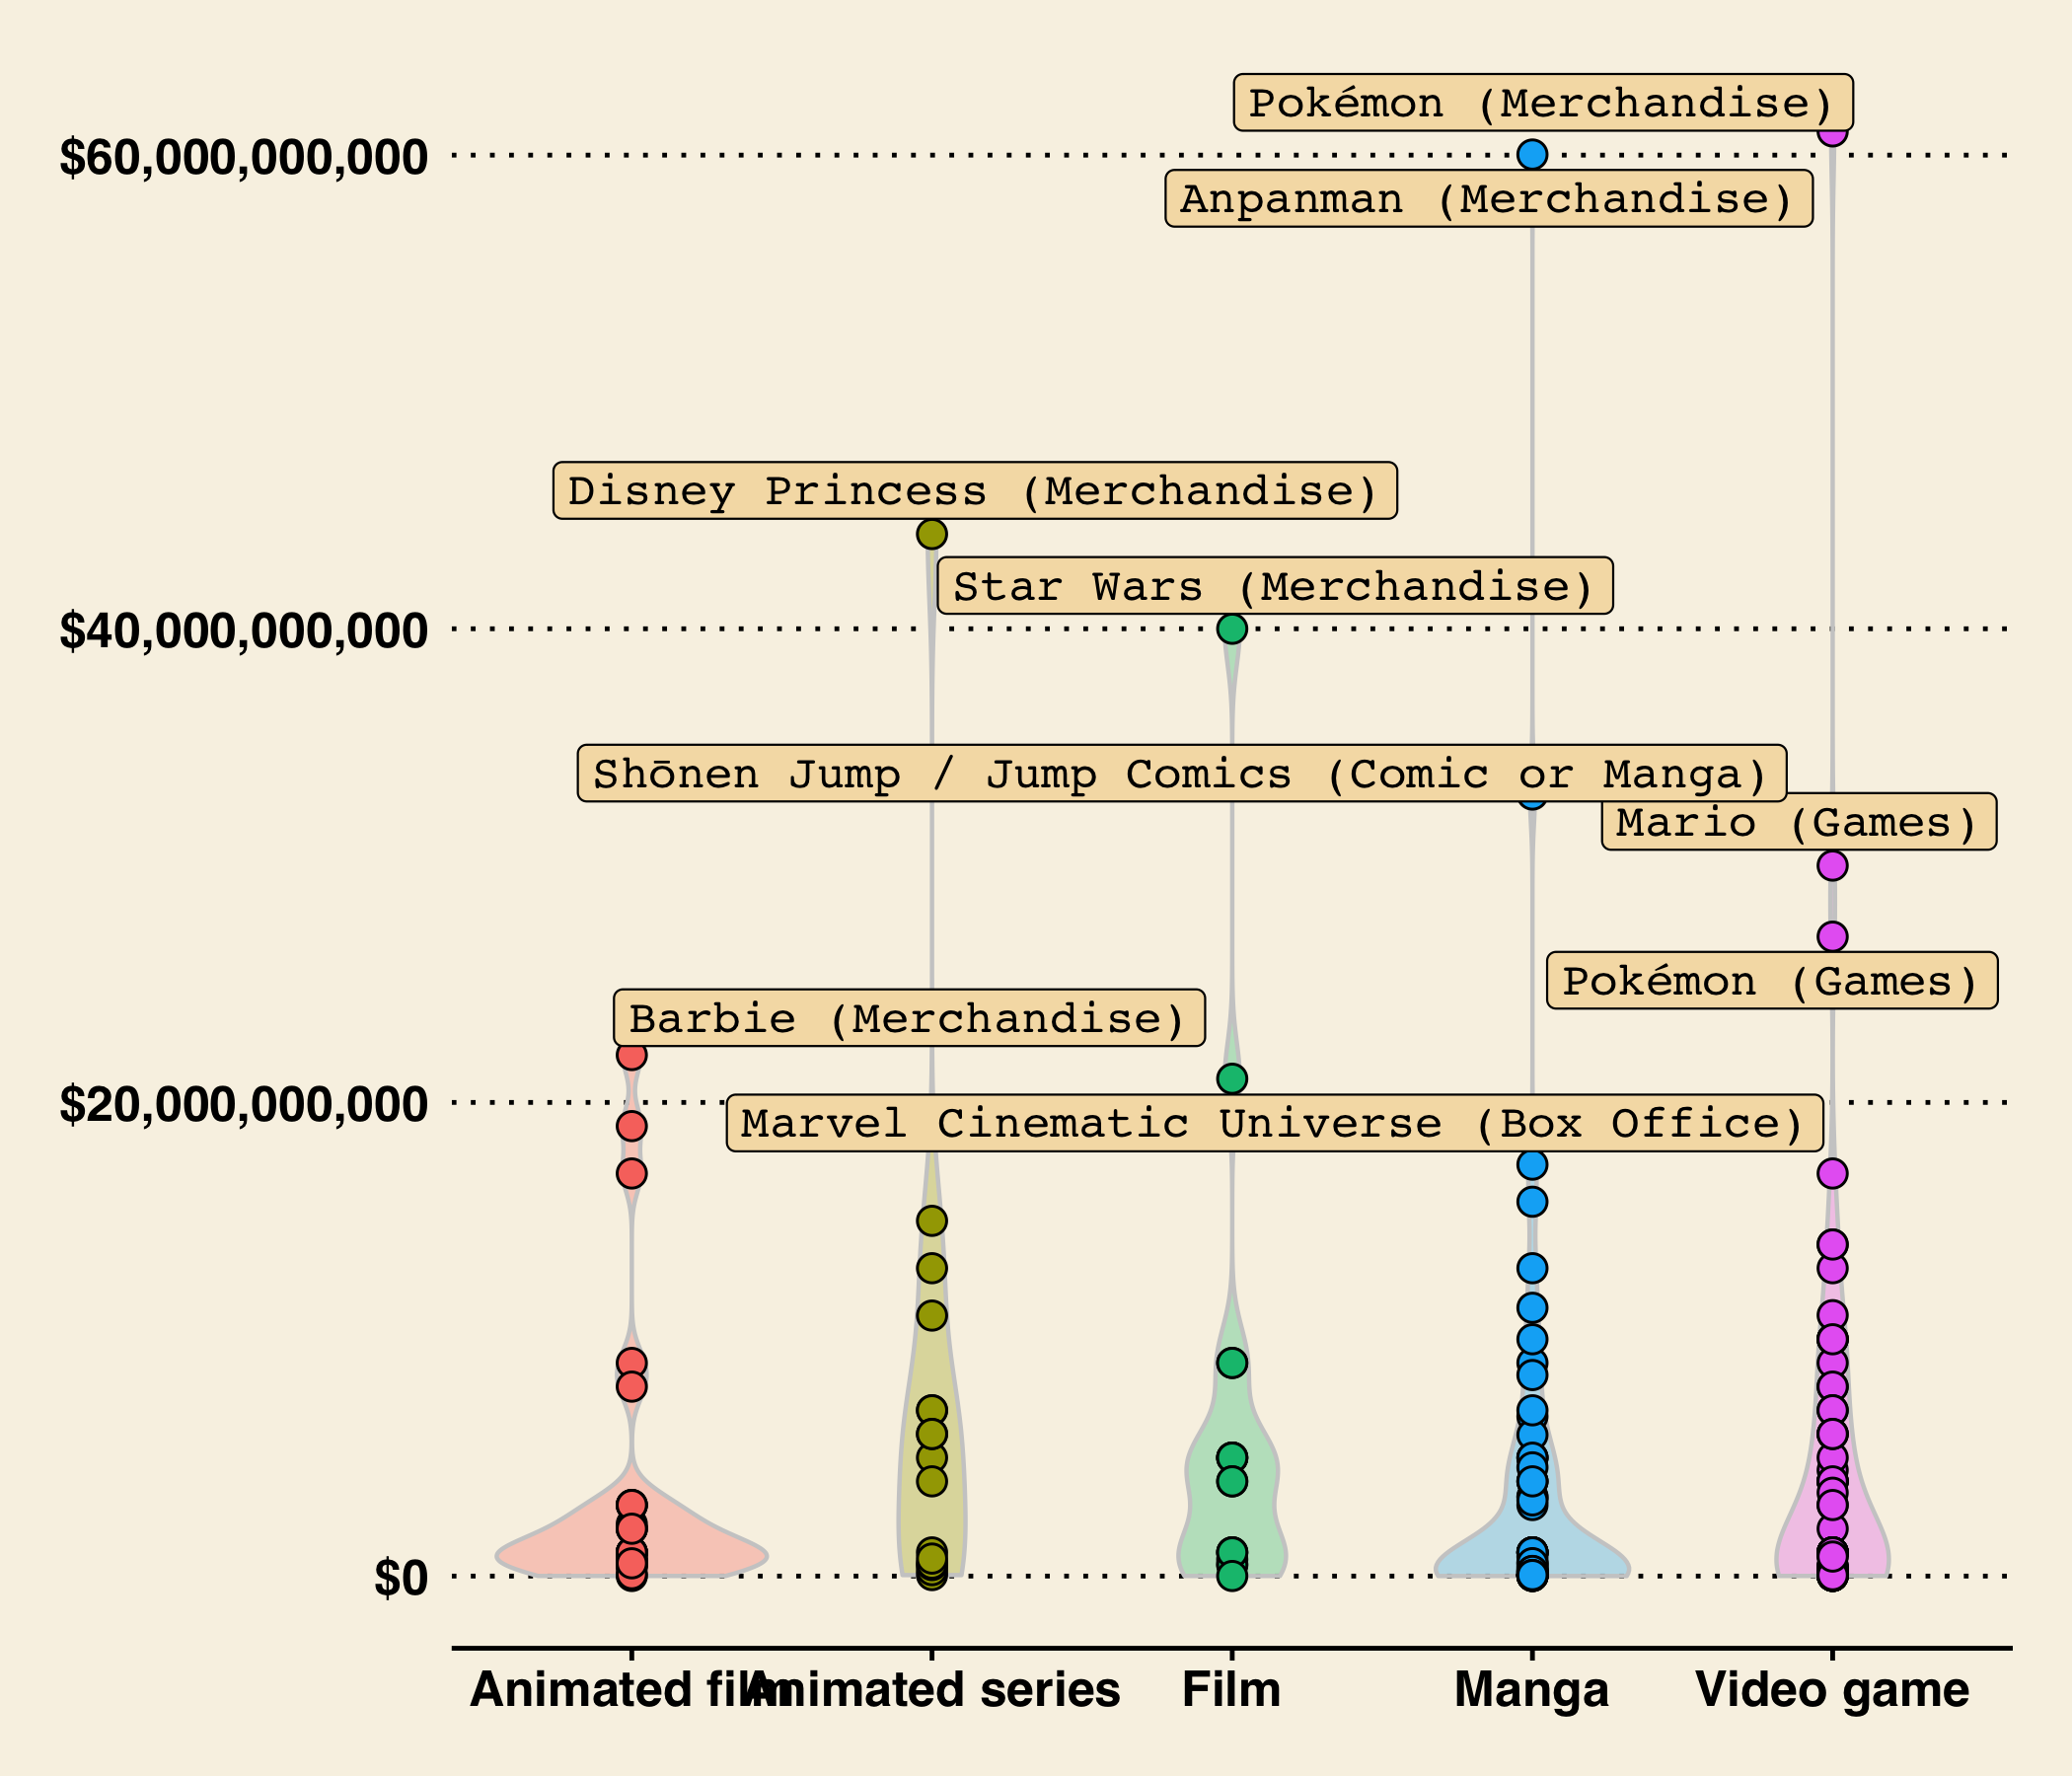 Pokémon (Merchandise)
$60,000,000,000
Anpanman (Merchandise)
Disney Princess (Merchandise)
Star Wars (Merchandise)
$40,000,000,000
Shōnen Jump / Jump Comics (Comic or Manga)
Mario (Games)
Pokémon (Games)
Barbie (Merchandise)
$20,000,000,000
Marvel Cinematic Universe (Box Office)
$0
Animated film Animated series Film Manga Video game